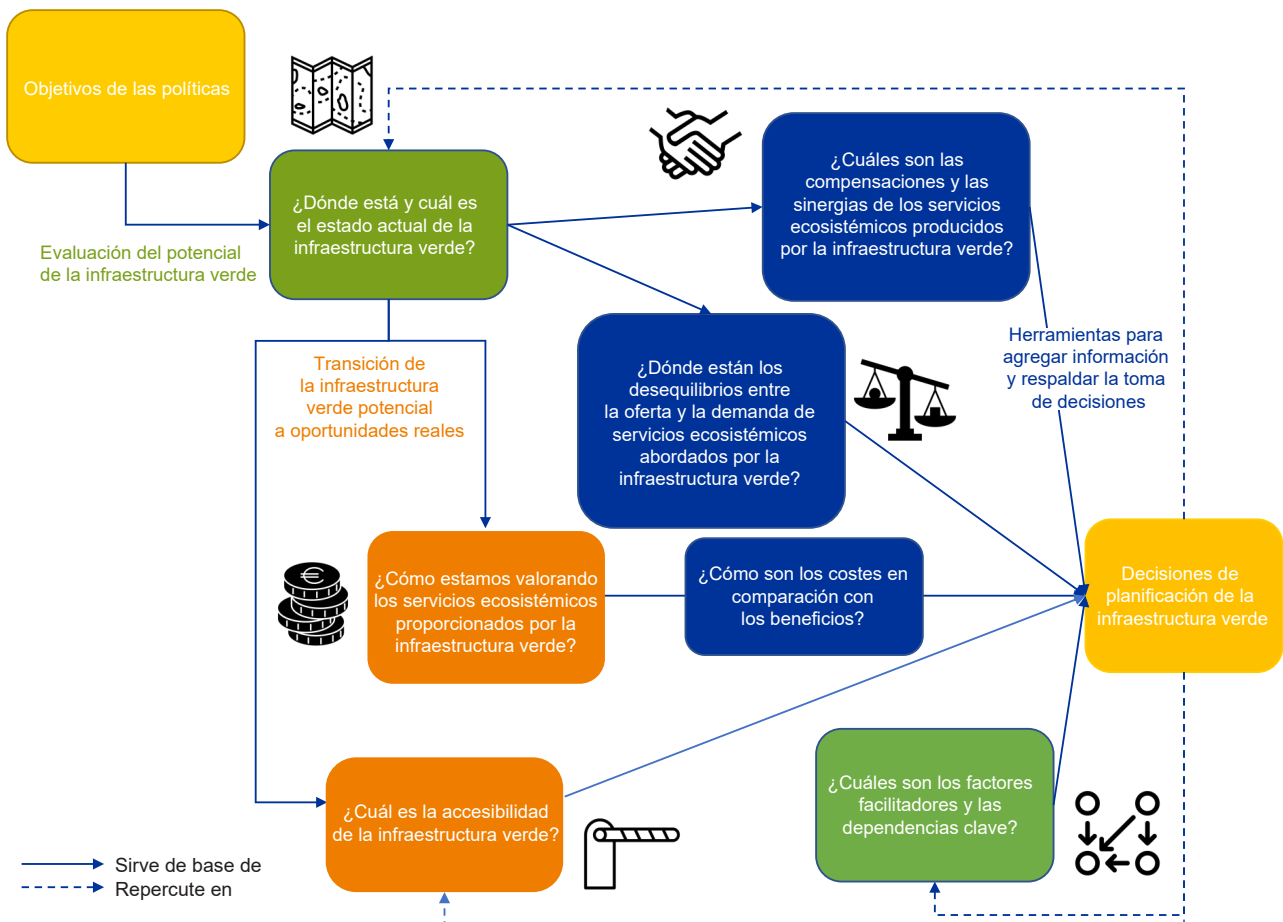 Objetivos de las políticas
¿Dónde está y cuál es
el estado actual de la
infraestructura verde?
Evaluación del potencial
de la infraestructura verde
¿Cuáles son las
compensaciones y las
sinergias de los servicios
ecosistémicos producidos
por la infraestructura verde?
Transición de
la infraestructura
verde potencial
a oportunidades reales
¿Dónde están los
desequilibrios entre
la oferta y la demanda de
servicios ecosistémicos
abordados por la
infraestructura verde?
Herramientas para
agregar información
y respaldar la toma
de decisiones
¿Cómo estamos valorando
los servicios ecosistémicos
proporcionados por la
infraestructura verde?
¿Cómo son los costes en
comparación con
los beneficios?
Decisiones de
planificación de la
infraestructura verde
¿Cuál es la accesibilidad
de la infraestructura verde?
¿Cuáles son los factores
facilitadores y las
dependencias clave?
Sirve de base de
Repercute en